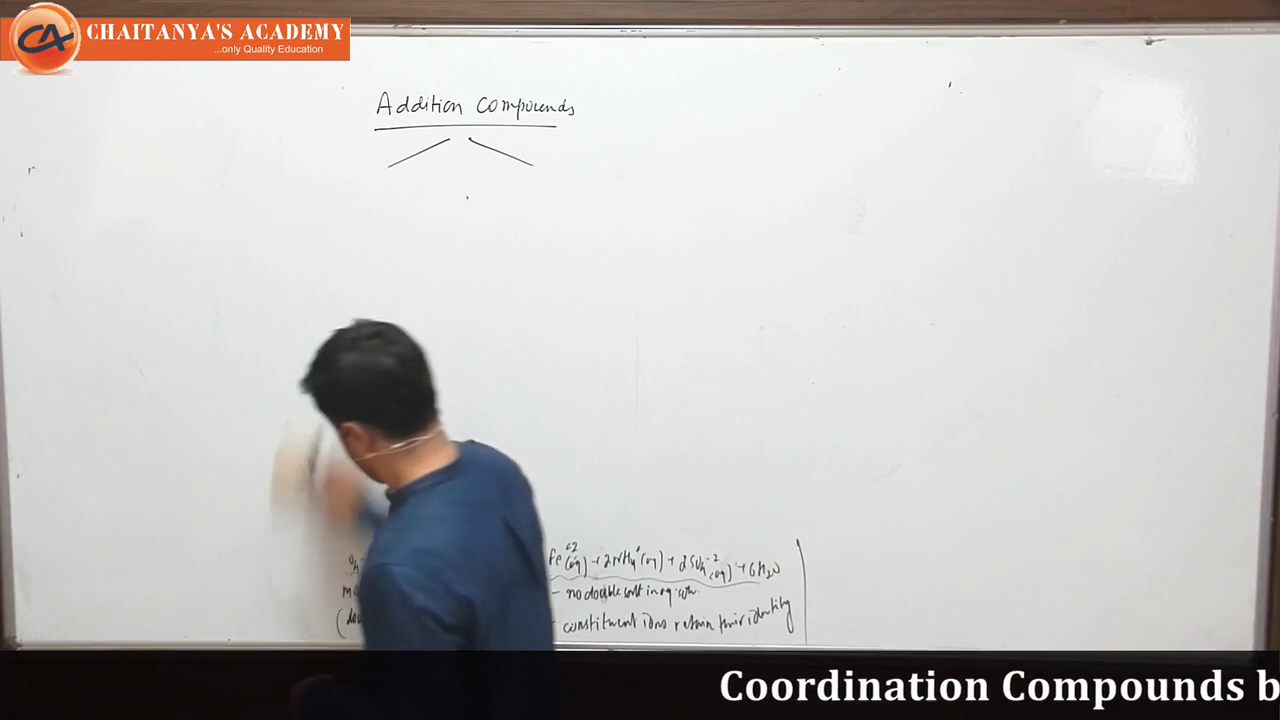 CA CHAITANYA'S ACADEMY
...only Quality Education
Addition Compounds
Fe+2(aq) + 2NH4+(aq) + 2SO4-2(aq) + 6H2O
- no double salt in aq. soln.
- constituent ions retain their identity
Coordination Compounds b